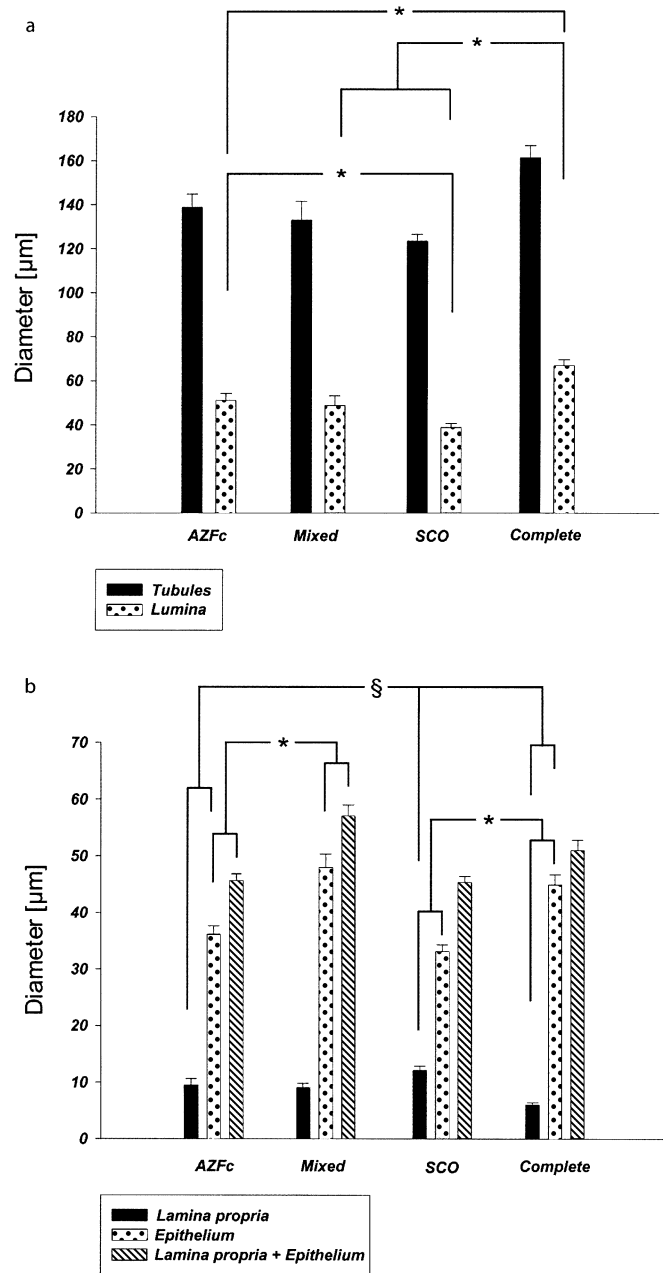 a
*
*
180
160
140
*
120
100
80
60
40
20
0
Diameter [µm]
AZFc Mixed SCO Complete
Tubules
Lumina
b
§
70
*
60
*
50
40
30
20
10
0
Diameter [µm]
AZFc Mixed SCO Complete
Lamina propria
Epithelium
Lamina propria + Epithelium